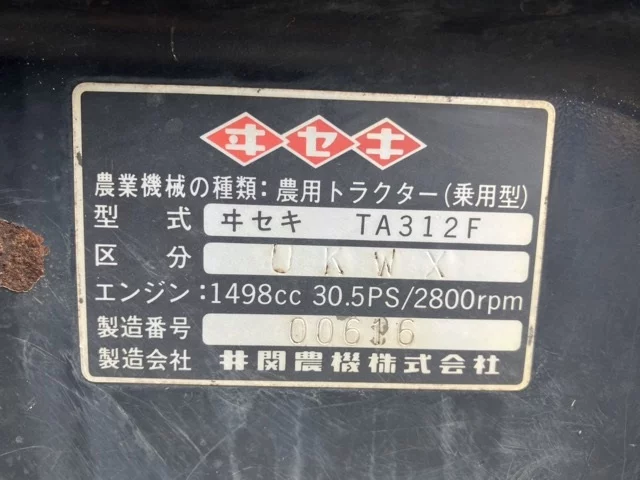 ヰセキ
農業機械の種類：農用トラクター(乗用型)
型式 ヰセキ TA312F
区分 UKWX
エンジン：1498cc 30.5PS/2800rpm
製造番号 00616
製造会社 井関農機株式会社